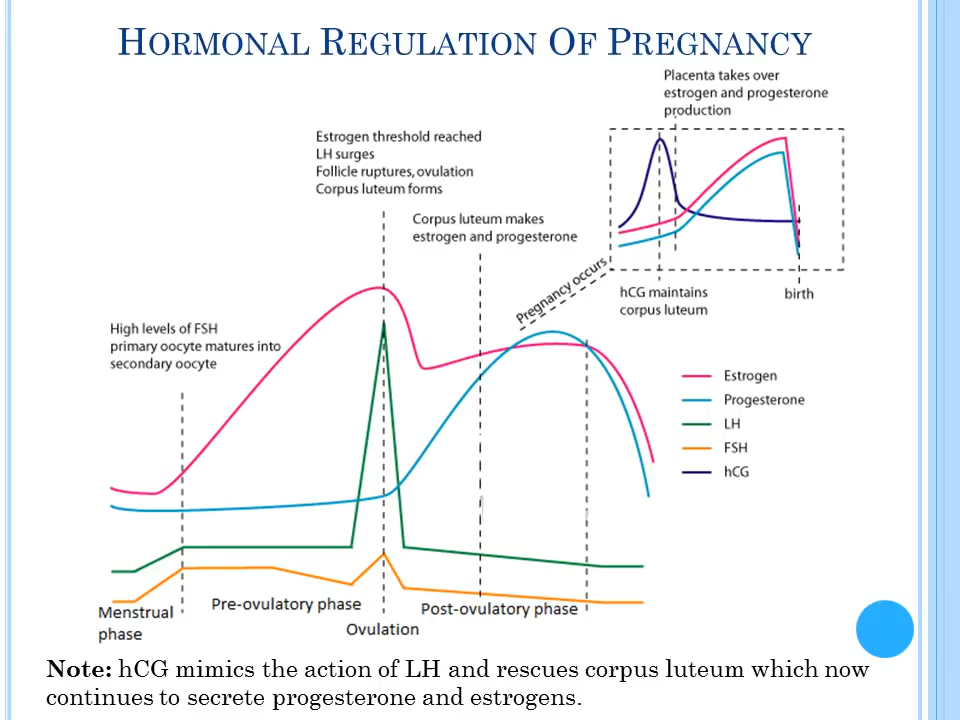 HORMONAL REGULATION OF PREGNANCY
Placenta takes over
estrogen and progesterone
production
Estrogen threshold reached
LH surges
Follicle ruptures, ovulation
Corpus luteum forms
Corpus luteum makes
estrogen and progesterone
Pregnancy occurs
hCG maintains
corpus luteum
birth
High levels of FSH
primary oocyte matures into
secondary oocyte
Estrogen
Progesterone
LH
FSH
hCG
Menstrual
phase
Pre-ovulatory phase
Ovulation
Post-ovulatory phase
Note: hCG mimics the action of LH and rescues corpus luteum which now
continues to secrete progesterone and estrogens.